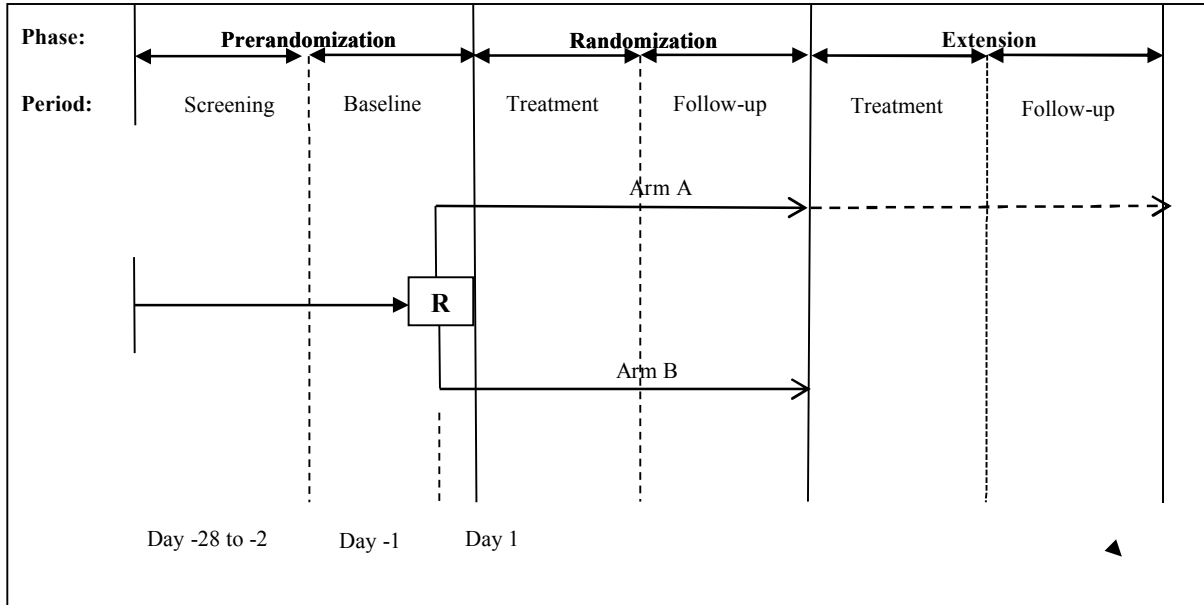 Phase: Prerandomization Randomization Extension
Period: Screening Baseline Treatment Follow-up Treatment Follow-up
Arm A
R
Arm B
Day -28 to -2 Day -1 Day 1